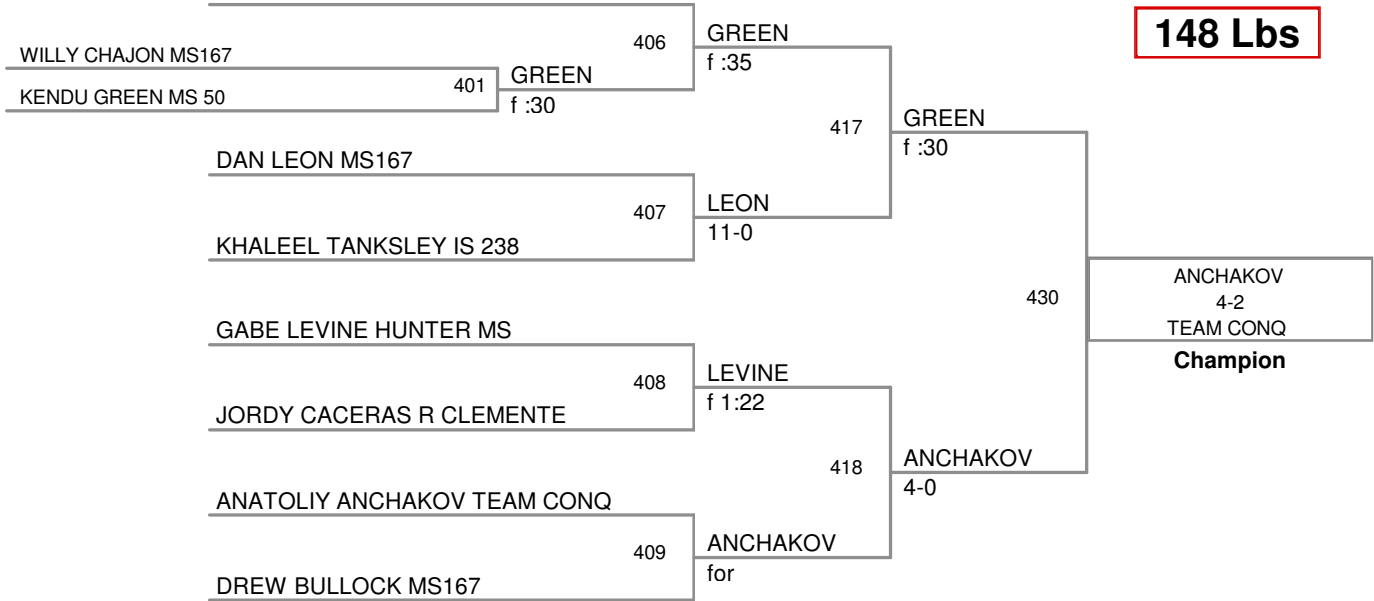 148 Lbs
406
GREEN
f :35
WILLY CHAJON MS167
401
GREEN
f :30
KENDU GREEN MS 50
417
GREEN
f :30
DAN LEON MS167
407
LEON
11-0
KHALEEL TANKSLEY IS 238
430
ANCHAKOV
4-2
TEAM CONQ
Champion
GABE LEVINE HUNTER MS
408
LEVINE
f 1:22
JORDY CACERAS R CLEMENTE
418
ANCHAKOV
4-0
ANATOLIY ANCHAKOV TEAM CONQ
409
ANCHAKOV
for
DREW BULLOCK MS167